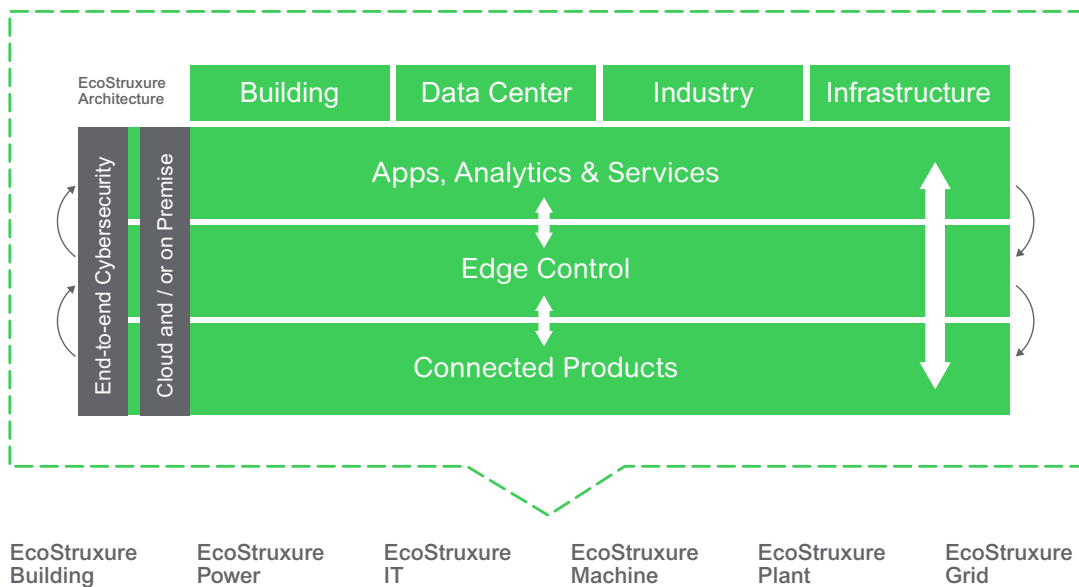 EcoStruxure
Architecture
Building
Data Center
Industry
Infrastructure
End-to-end Cybersecurity
Cloud and / or on Premise
Apps, Analytics & Services
Edge Control
Connected Products
EcoStruxure
Building
EcoStruxure
Power
EcoStruxure
IT
EcoStruxure
Machine
EcoStruxure
Plant
EcoStruxure
Grid